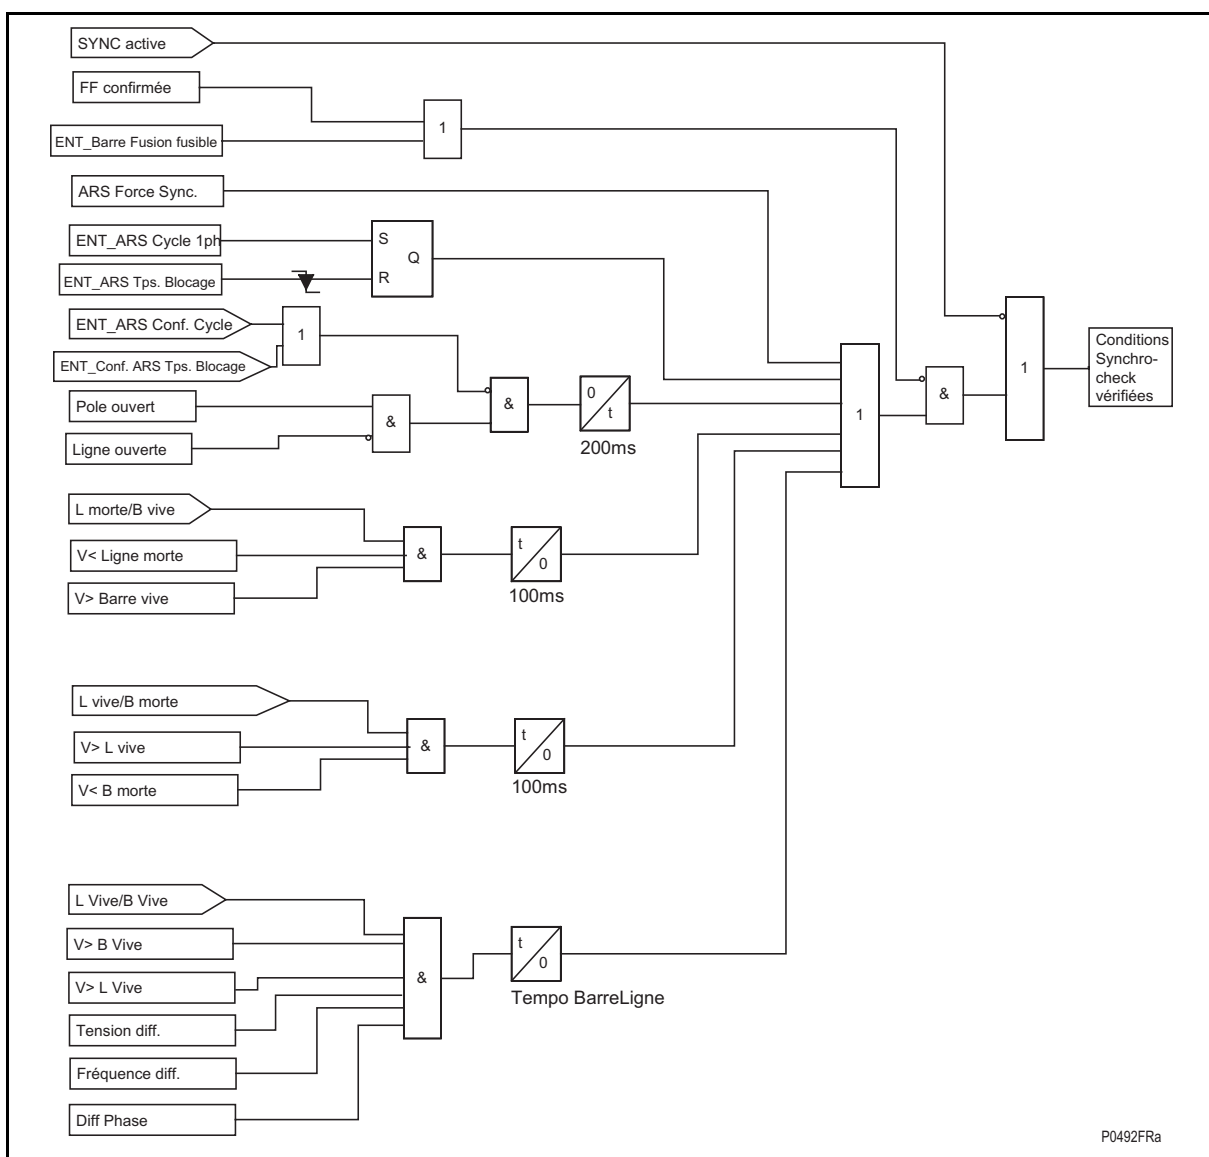 SYNC active
FF confirmée
1
ENT_Barre Fusion fusible
ARS Force Sync.
ENT_ARS Cycle 1ph
S
Q
ENT_ARS Tps. Blocage
R
ENT_ARS Conf. Cycle
1
ENT_Conf. ARS Tps. Blocage
Pole ouvert
&
&
0
t
200ms
Ligne ouverte
1
&
1
Conditions
Synchro-
check
vérifiées
L morte/B vive
V< Ligne morte
&
t
0
V> Barre vive
100ms
L vive/B morte
V> L vive
&
t
0
V< B morte
100ms
L Vive/B Vive
V> B Vive
t
0
V> L Vive
&
Tempo BarreLigne
Tension diff.
Fréquence diff.
Diff Phase
P0492FRa